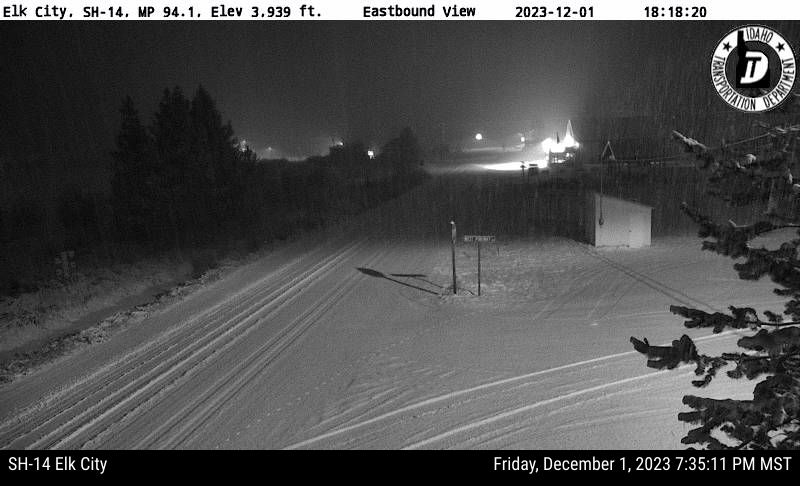 Elk City, SH-14, MP 94.1, Elev 3,939 ft. Eastbound View 2023-12-01 18:18:20
IDAHO
TRANSPORTATION DEPARTMENT
SH-14 Elk City Friday, December 1, 2023 7:35:11 PM MST